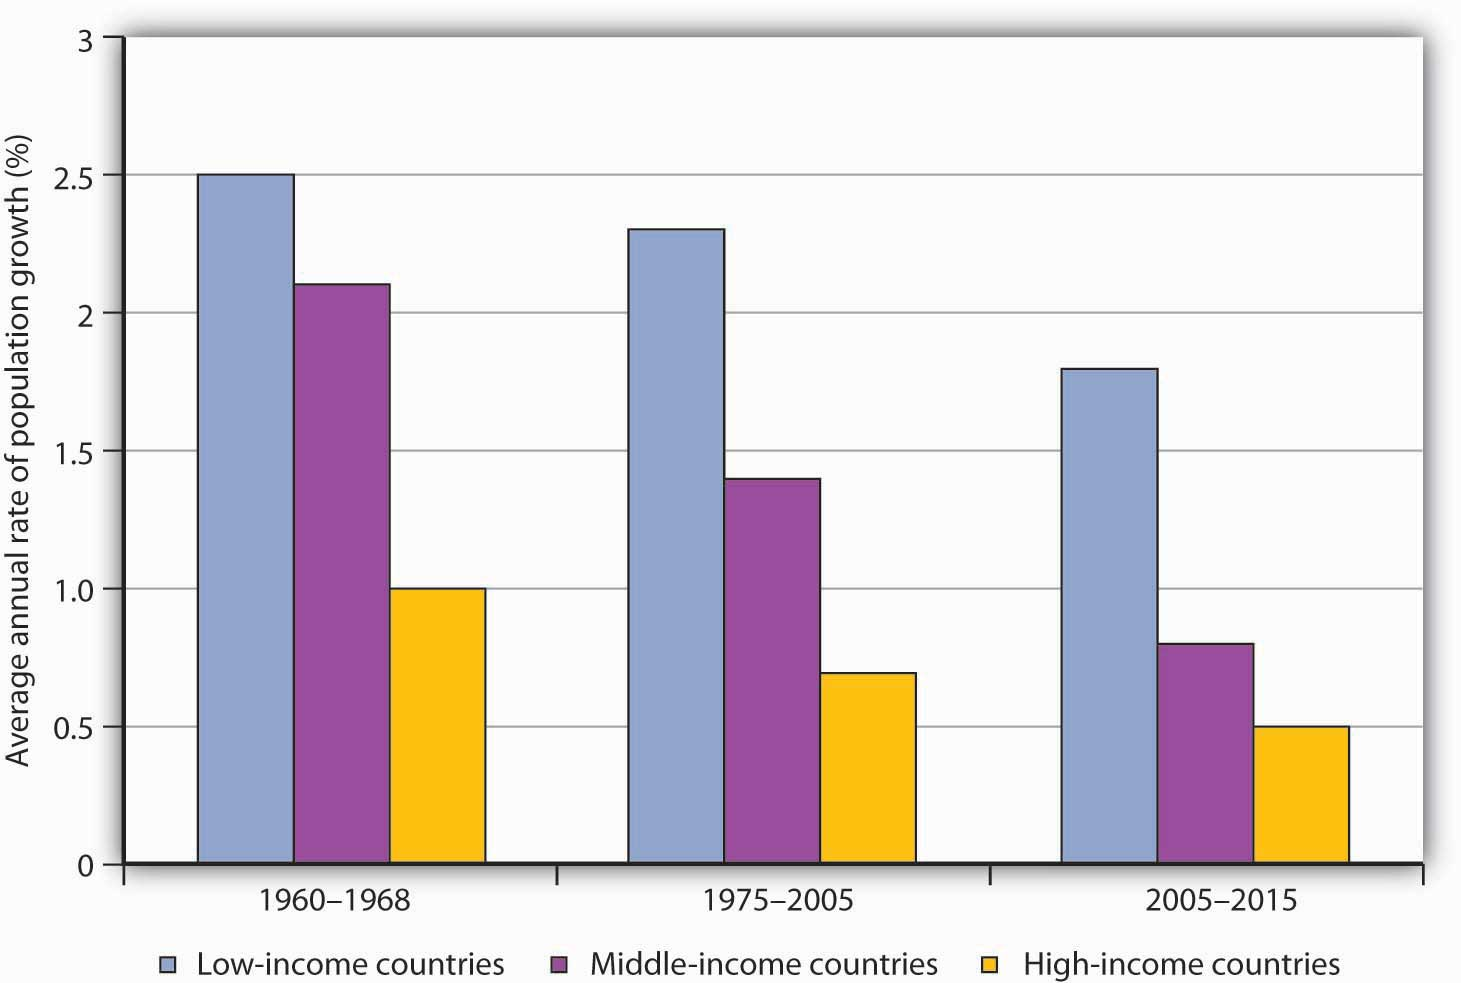 Average annual rate of population growth (%)
3
2.5
2
1.5
1.0
0.5
0
1960–1968 1975–2005 2005–2015
Low-income countries Middle-income countries High-income countries